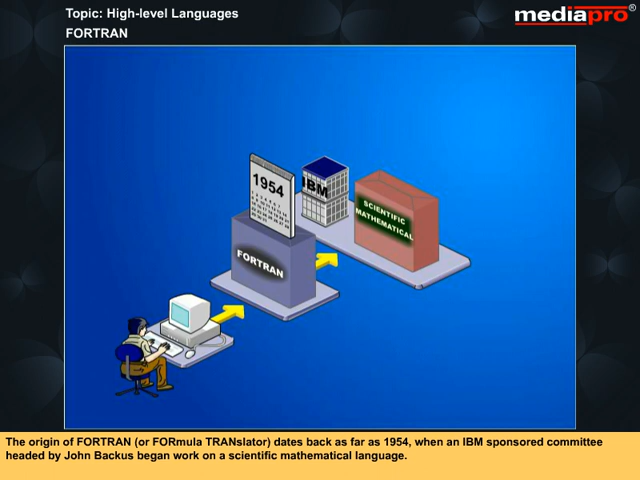 Topic: High-level Languages
FORTRAN
mediapro®
1954
IBM
SCIENTIFIC
MATHEMATICAL
FORTRAN
The origin of FORTRAN (or FORmula TRANslator) dates back as far as 1954, when an IBM sponsored committee
headed by John Backus began work on a scientific mathematical language.